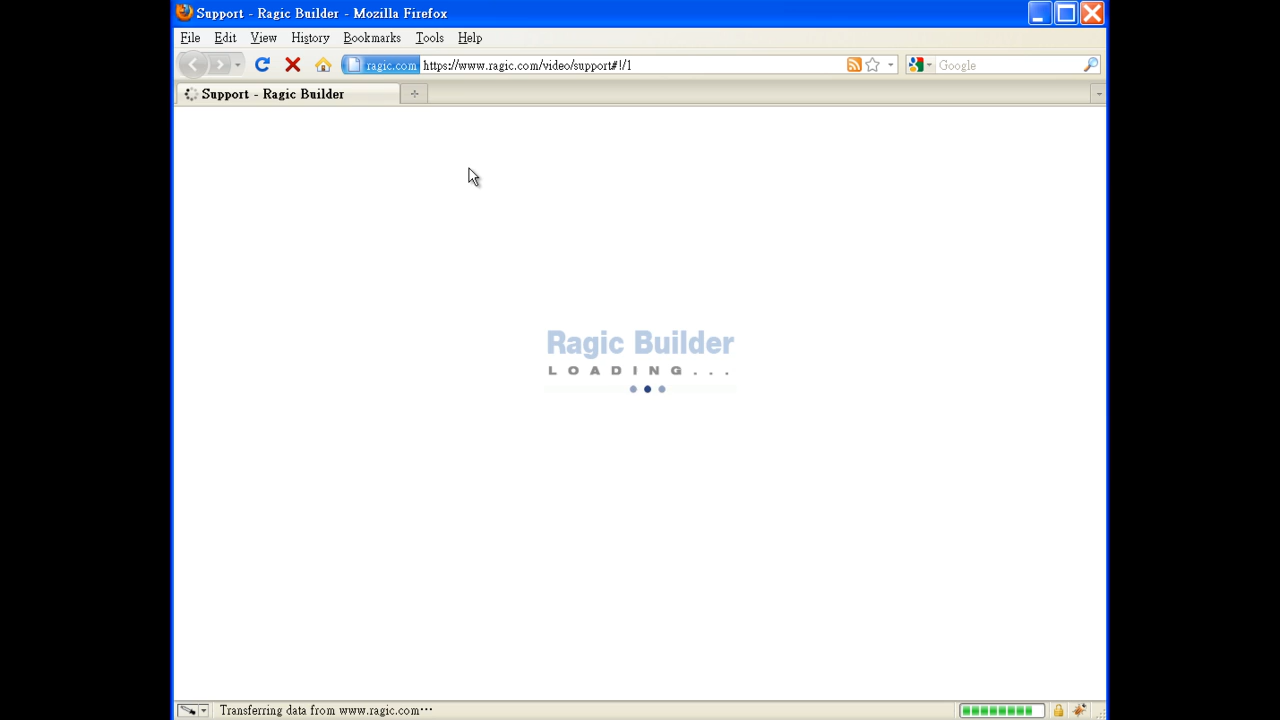 Support - Ragic Builder - Mozilla Firefox
File Edit View History Bookmarks Tools Help
ragic.com https://www.ragic.com/video/support#!/1 Google
Support - Ragic Builder
Ragic Builder
LOADING...
Transferring data from www.ragic.com…